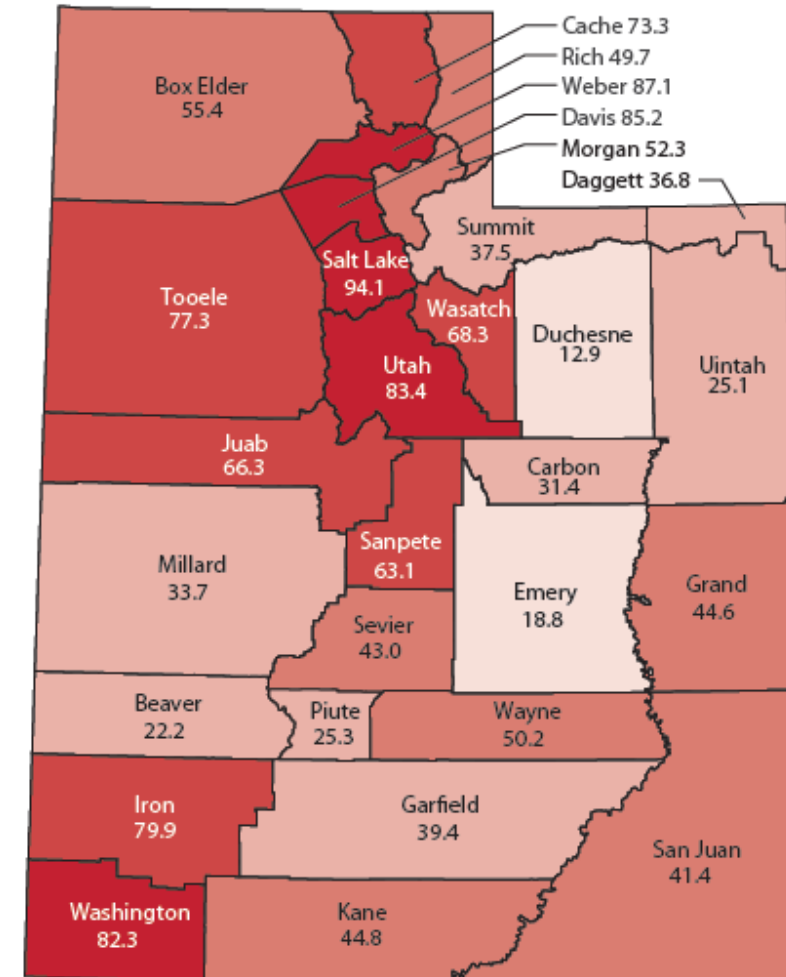 Cache 73.3
Rich 49.7
Weber 87.1
Davis 85.2
Morgan 52.3
Daggett 36.8
Box Elder
55.4
Summit
37.5
Salt Lake
94.1
Tooele
77.3
Wasatch
68.3
Duchesne
12.9
Uintah
25.1
Utah
83.4
Juab
66.3
Carbon
31.4
Sanpete
63.1
Millard
33.7
Emery
18.8
Grand
44.6
Sevier
43.0
Beaver
22.2
Piute
25.3
Wayne
50.2
Iron
79.9
Garfield
39.4
San Juan
41.4
Washington
82.3
Kane
44.8